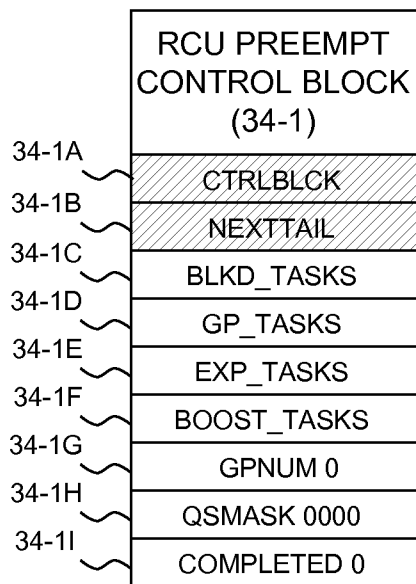 RCU PREEMPT
CONTROL BLOCK
(34-1)
34-1A
CTRLBLCK
34-1B
NEXTTAIL
34-1C
BLKD_TASKS
34-1D
GP_TASKS
34-1E
EXP_TASKS
34-1F
BOOST_TASKS
34-1G
GPNUM 0
34-1H
QSMASK 0000
34-1I
COMPLETED 0